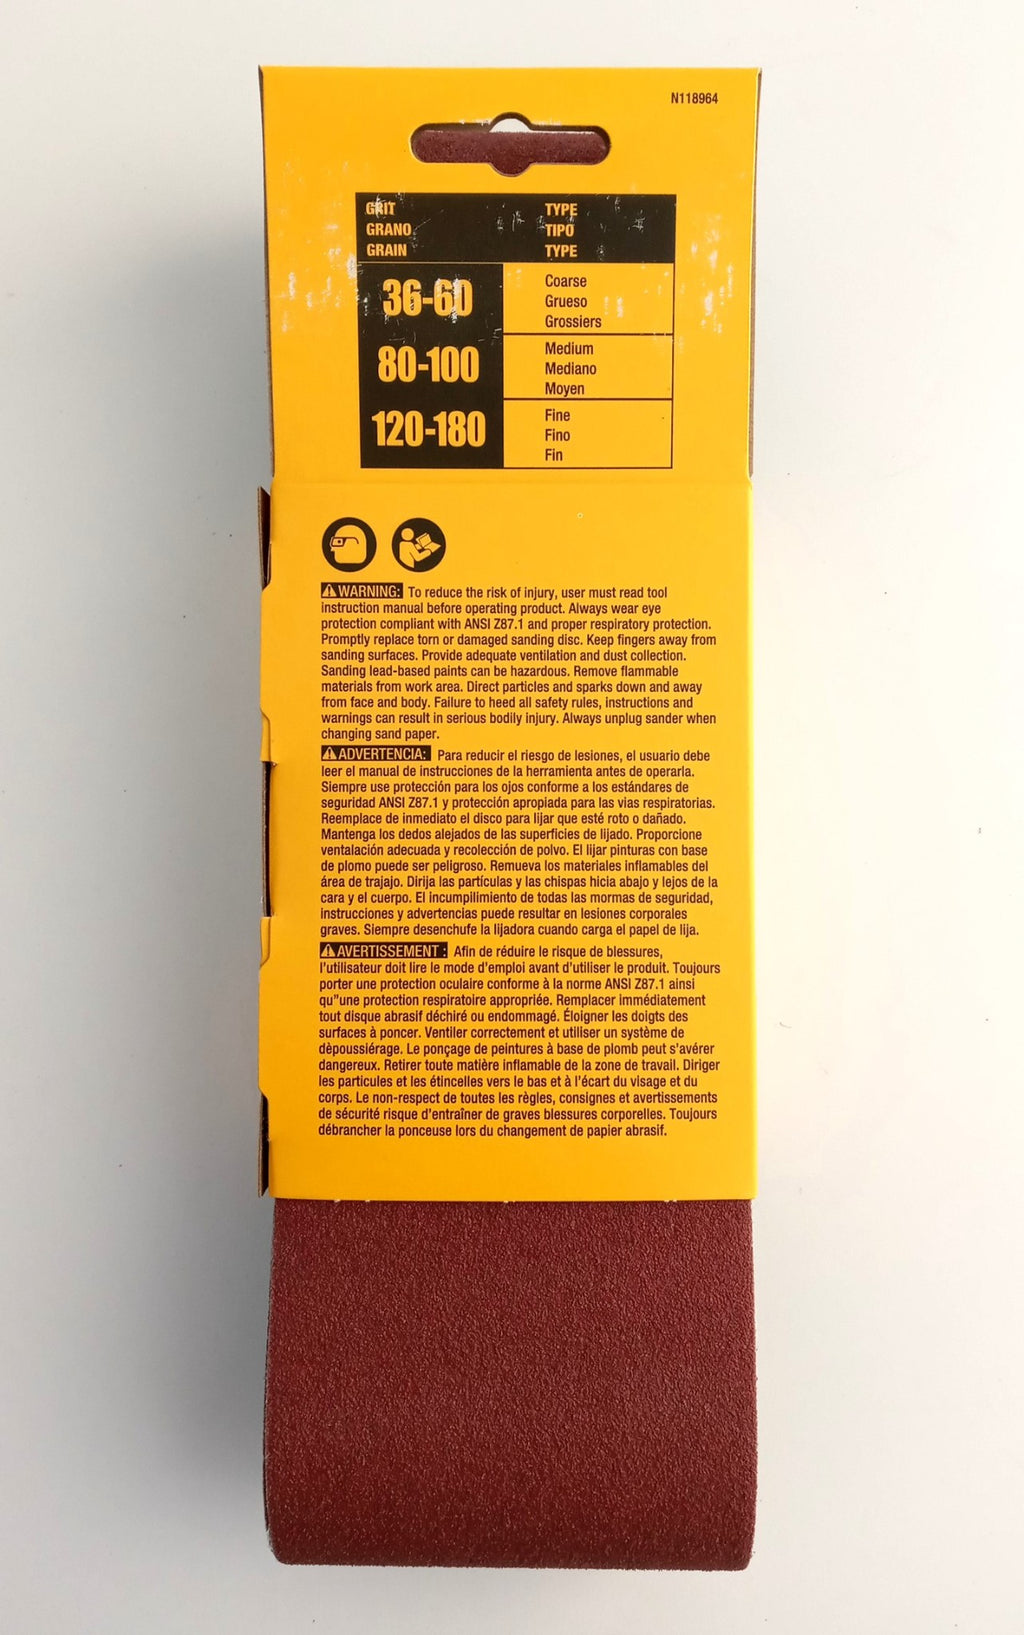 N118964
GRIT TYPE
GRANO TIPO
GRAIN TYPE
36-60
Coarse
Grueso
Grossiers
80-100
Medium
Mediano
Moyen
120-180
Fine
Fino
Fin
WARNING: To reduce the risk of injury, user must read tool
instruction manual before operating product. Always wear eye
protection compliant with ANSI Z87.1 and proper respiratory protection.
Promptly replace torn or damaged sanding disc. Keep fingers away from
sanding surfaces. Provide adequate ventilation and dust collection.
Sanding lead-based paints can be hazardous. Remove flammable
materials from work area. Direct particles and sparks down and away
from face and body. Failure to heed all safety rules, instructions and
warnings can result in serious bodily injury. Always unplug sander when
changing sand paper.
ADVERTENCIA: Para reducir el riesgo de lesiones, el usuario debe
leer el manual de instrucciones de la herramienta antes de operarla.
Siempre use protección para los ojos conforme a los estándares de
seguridad ANSI Z87.1 y protección apropiada para las vias respiratorias.
Reemplace de inmediato el disco para lijar que esté roto o dañado.
Mantenga los dedos alejados de las superficies de lijado. Proporcione
ventalación adecuada y recolección de polvo. El lijar pinturas con base
de plomo puede ser peligroso. Remueva los materiales inflamables del
área de trajajo. Dirija las partículas y las chispas hicia abajo y lejos de la
cara y el cuerpo. El incumpilimiento de todas las mormas de seguridad,
instrucciones y advertencias puede resultar en lesiones corporales
graves. Siempre desenchufe la lijadora cuando carga el papel de lija.
AVERTISSEMENT : Afin de réduire le risque de blessures,
l'utilisateur doit lire le mode d'emploi avant d'utiliser le produit. Toujours
porter une protection oculaire conforme à la norme ANSI Z87.1 ainsi
qu"une protection respiratoire appropriée. Remplacer immédiatement
tout disque abrasif déchiré ou endommagé. Éloigner les doigts des
surfaces à poncer. Ventiler correctement et utiliser un système de
dèpoussiérage. Le ponçage de peintures à base de plomb peut s'avérer
dangereux. Retirer toute matière inflamable de la zone de travail. Diriger
les particules et les étincelles vers le bas et à l'écart du visage et du
corps. Le non-respect de toutes les règles, consignes et avertissements
de sécurité risque d'entraîner de graves blessures corporelles. Toujours
débrancher la ponceuse lors du changement de papier abrasif.